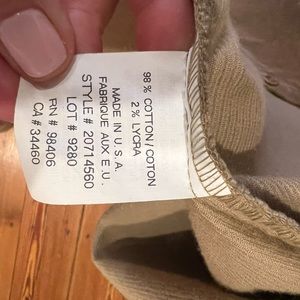 98 % COTTON / COTON
2 % LYCRA
MADE IN U.S.A.
FABRIQUE AUX E.U.
STYLE # 20714560
LOT # 9280
RN # 98406
CA # 34460